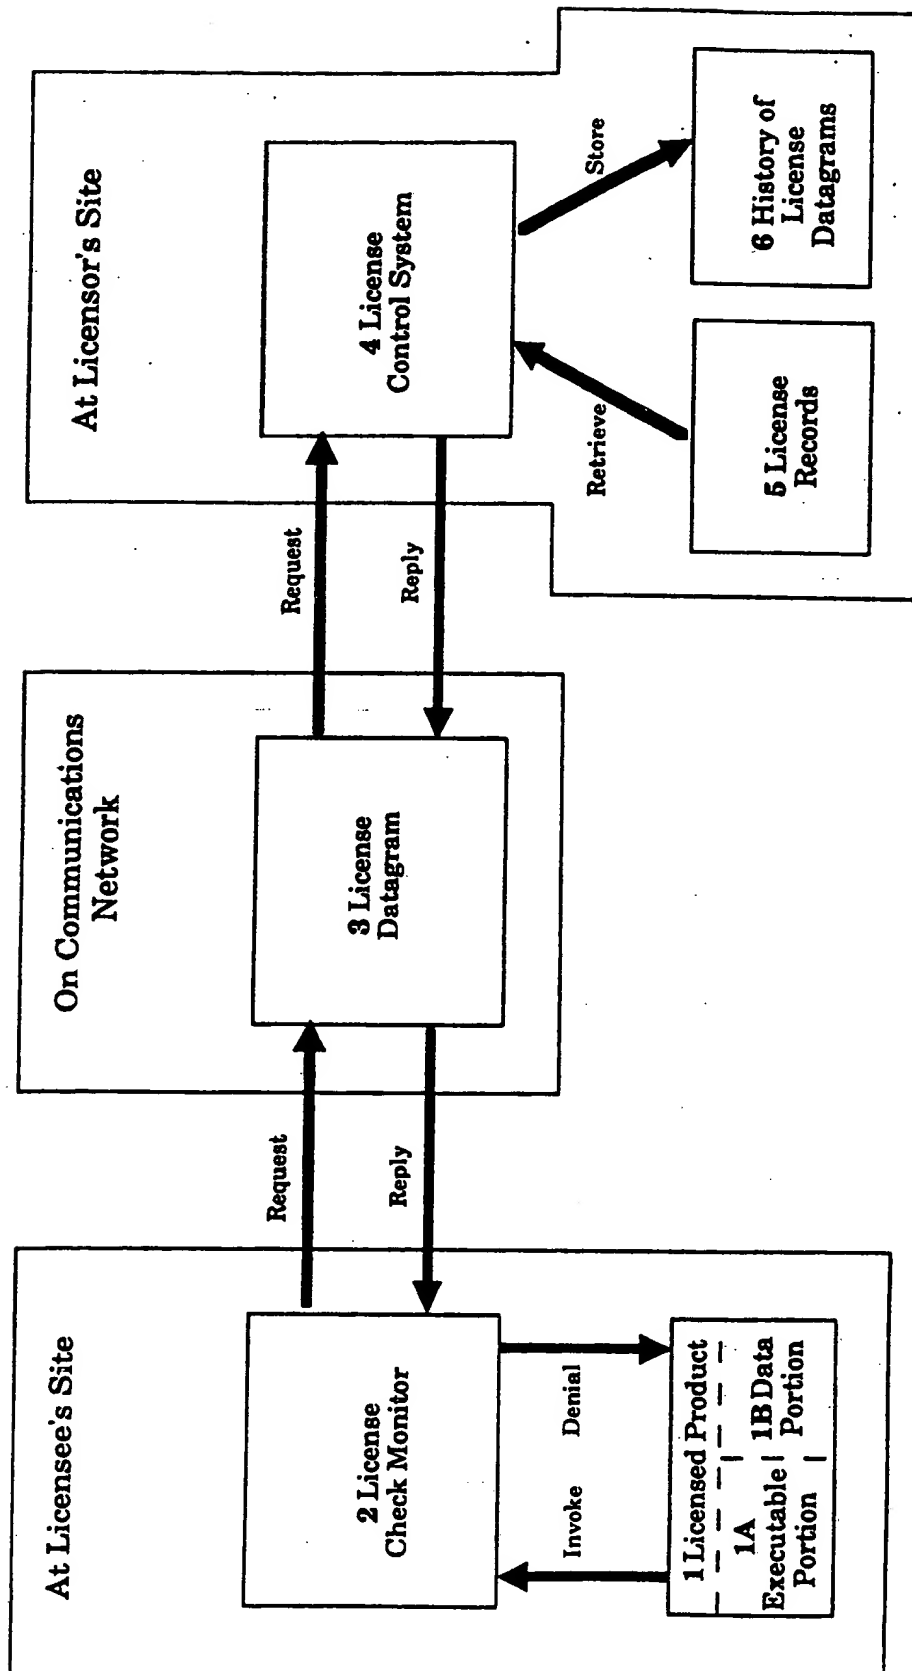 At Licensee's Site
2 License
Check Monitor
Invoke
Denial
1 Licensed Product
1A
Executable
Portion
1B Data
Portion
Request
Reply
On Communications
Network
3 License
Datagram
Request
Reply
At Licensor's Site
4 License
Control System
Retrieve
Store
5 License
Records
6 History of
License
Datagrams